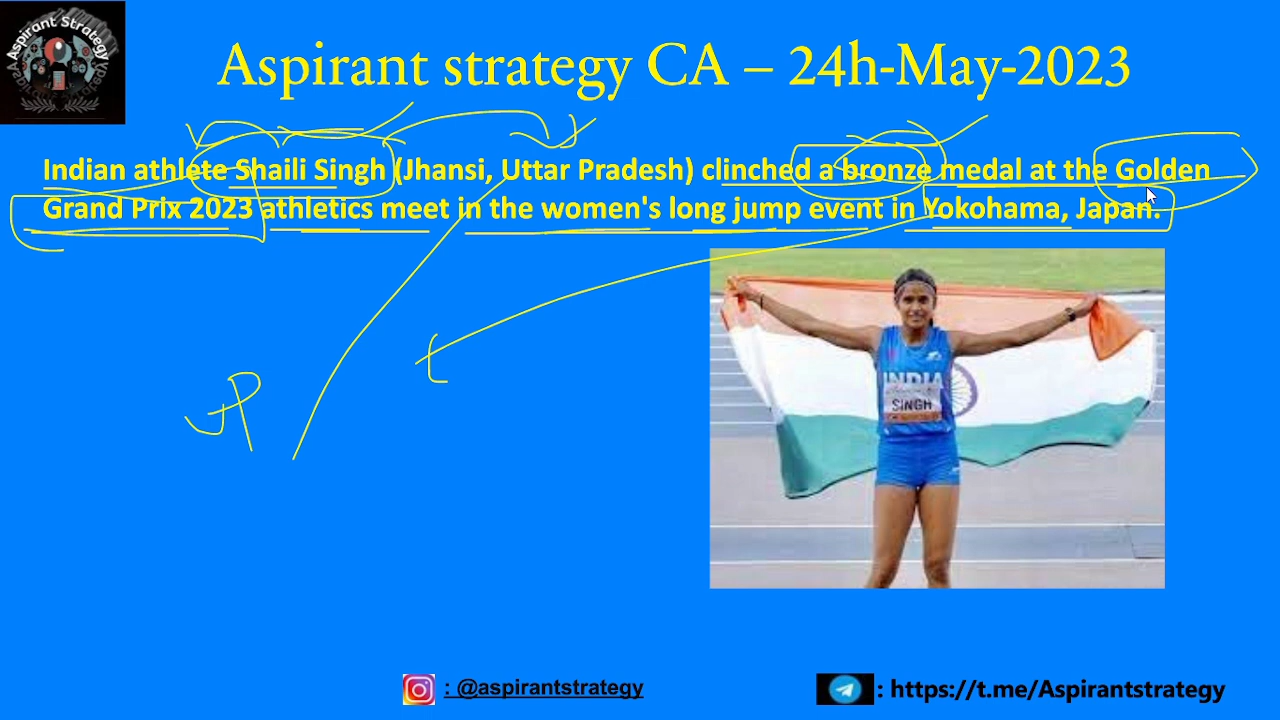 Aspirant Strategy
Aspirant strategy CA – 24h-May-2023
Indian athlete Shaili Singh (Jhansi, Uttar Pradesh) clinched a bronze medal at the Golden
Grand Prix 2023 athletics meet in the women's long jump event in Yokohama, Japan.
UP
INDIA
SINGH
: @aspirantstrategy
: https://t.me/Aspirantstrategy